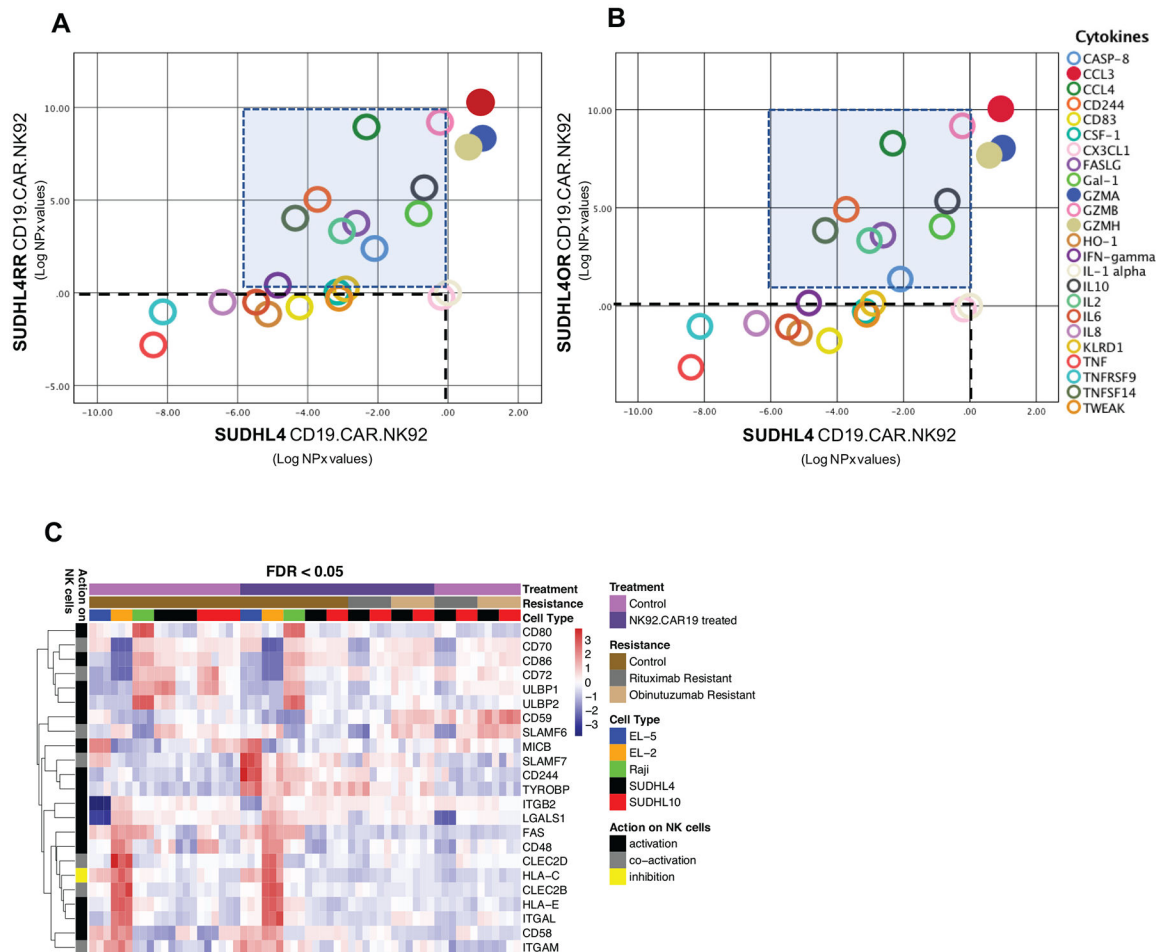 A
SUDHL4RR CD19.CAR.NK92
(Log NPx values)
10.00
5.00
.00
-5.00
-10.00 -8.00 -6.00 -4.00 -2.00 .00 2.00
SUDHL4 CD19.CAR.NK92
(Log NPx values)
B
SUDHL4OR CD19.CAR.NK92
(Log NPx values)
10.00
5.00
.00
-10.00 -8.00 -6.00 -4.00 -2.00 .00 2.00
SUDHL4 CD19.CAR.NK92
(Log NPx values)
Cytokines
CASP-8
CCL3
CCL4
CD244
CD83
CSF-1
CX3CL1
FASLG
Gal-1
GZMA
GZMB
GZMH
HO-1
IFN-gamma
IL-1 alpha
IL10
IL2
IL6
IL8
KLRD1
TNF
TNFRSF9
TNFSF14
TWEAK
C
FDR < 0.05
Action on
NK cells
Treatment
Resistance
Cell Type
CD80
CD70
CD86
CD72
ULBP1
ULBP2
CD59
SLAMF6
MICB
SLAMF7
CD244
TYROBP
ITGB2
LGALS1
FAS
CD48
CLEC2D
HLA-C
CLEC2B
HLA-E
ITGAL
CD58
ITGAM
3
2
1
0
-1
-2
-3
Treatment
Control
NK92.CAR19 treated
Resistance
Control
Rituximab Resistant
Obinutuzumab Resistant
Cell Type
EL-5
EL-2
Raji
SUDHL4
SUDHL10
Action on NK cells
activation
co-activation
inhibition